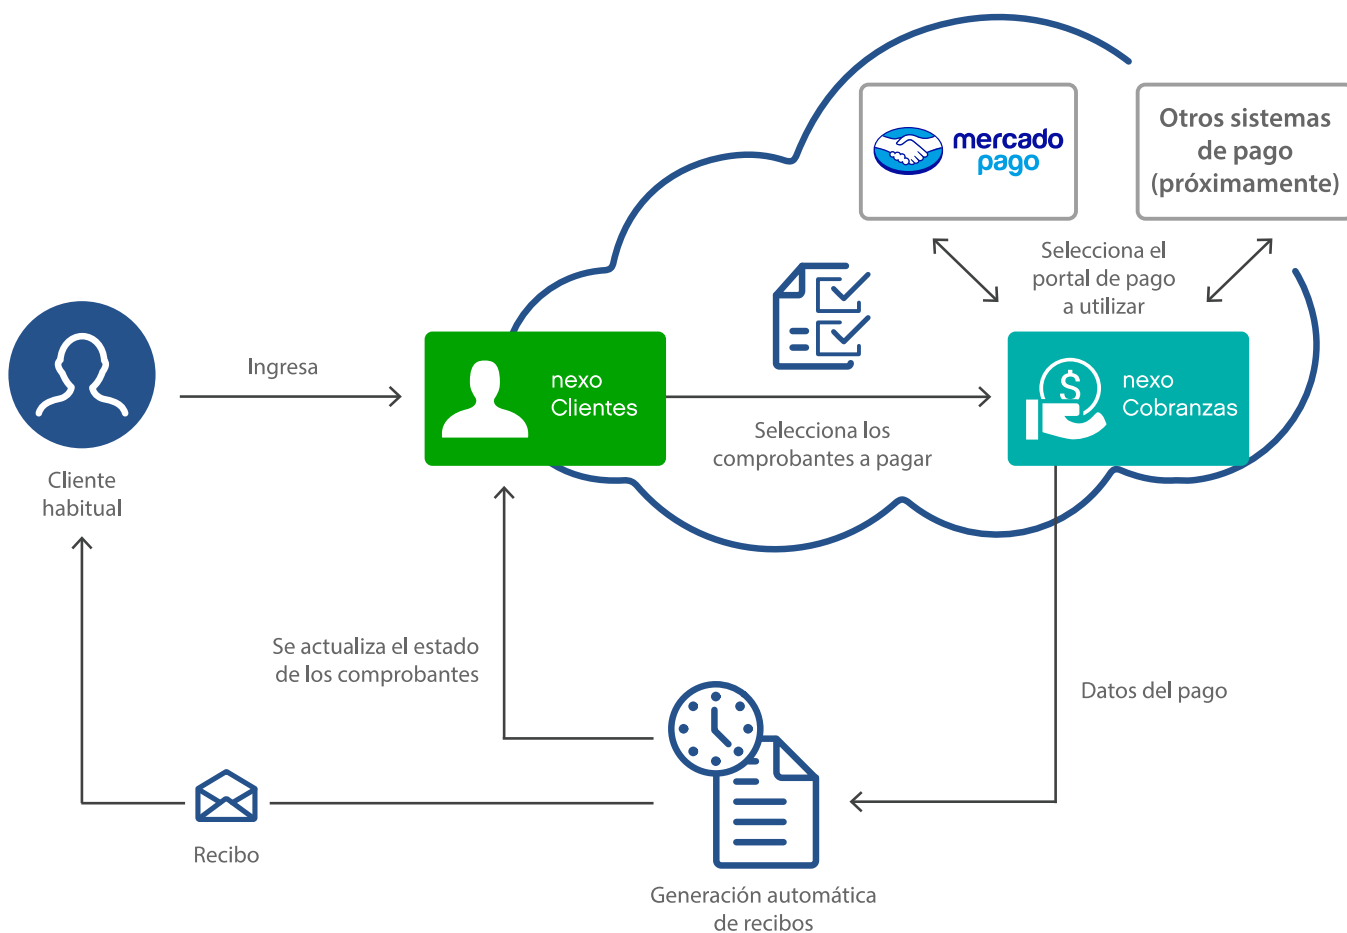 mercado
pago
Otros sistemas
de pago
(próximamente)
Selecciona el
portal de pago
a utilizar
Ingresa
nexo
Clientes
$
nexo
Cobranzas
Selecciona los
comprobantes a pagar
Cliente
habitual
Se actualiza el estado
de los comprobantes
Datos del pago
Recibo
Generación automática
de recibos